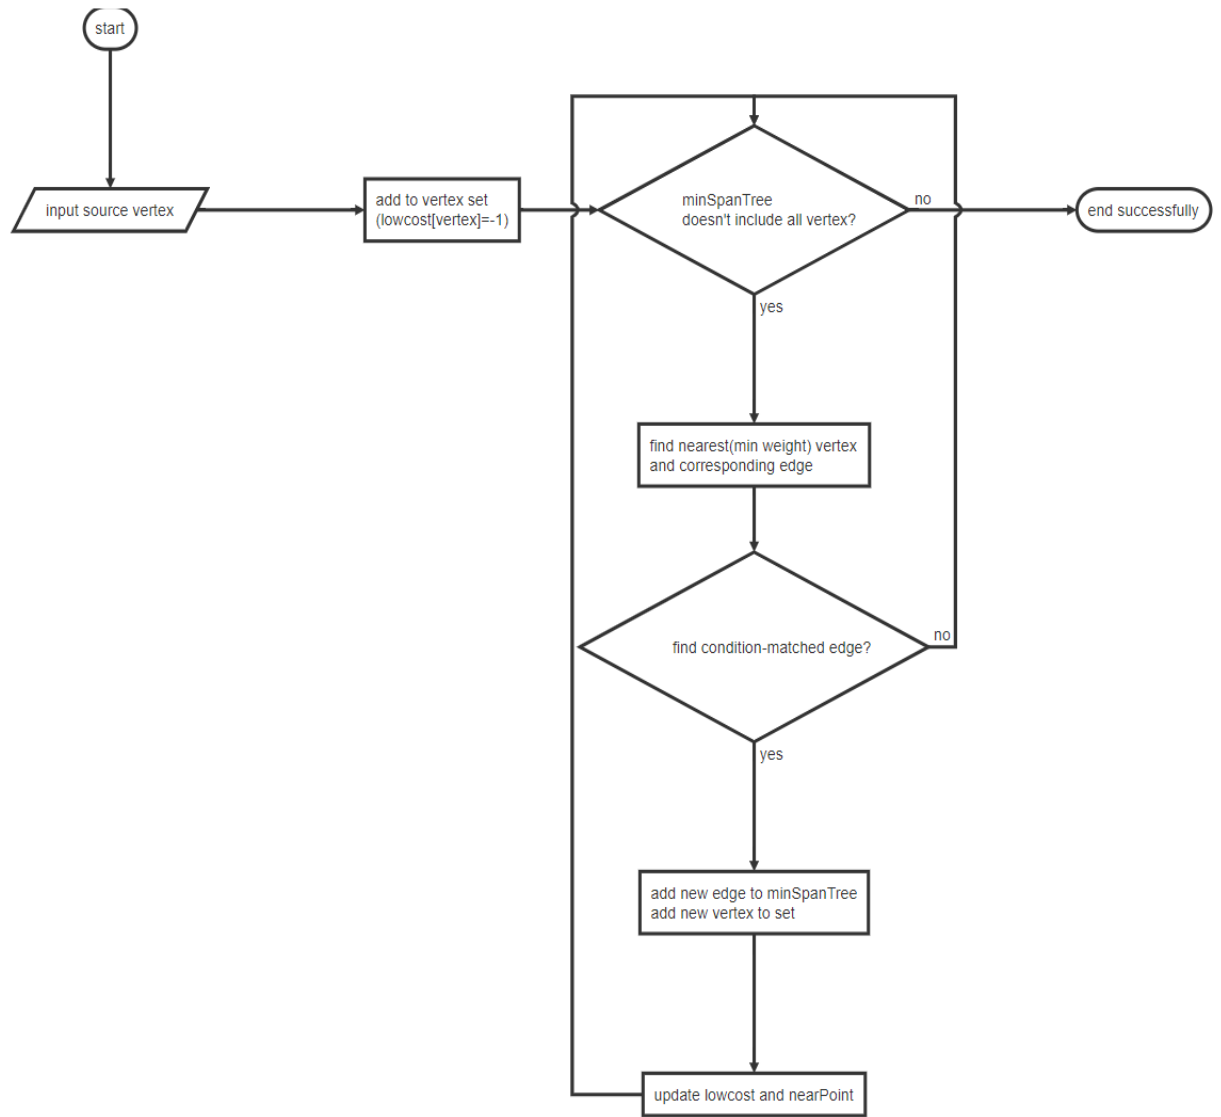 start
input source vertex
add to vertex set
(lowcost[vertex]=-1)
minSpanTree
doesn't include all vertex?
no
end successfully
yes
find nearest(min weight) vertex
and corresponding edge
find condition-matched edge?
no
yes
add new edge to minSpanTree
add new vertex to set
update lowcost and nearPoint